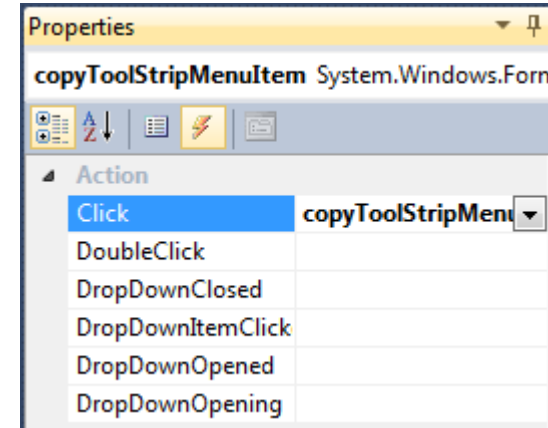 Properties
copyToolStripMenuItem System.Windows.Forn
A
Z
Action
Click copyToolStripMenu
DoubleClick
DropDownClosed
DropDownItemClick
DropDownOpened
DropDownOpening